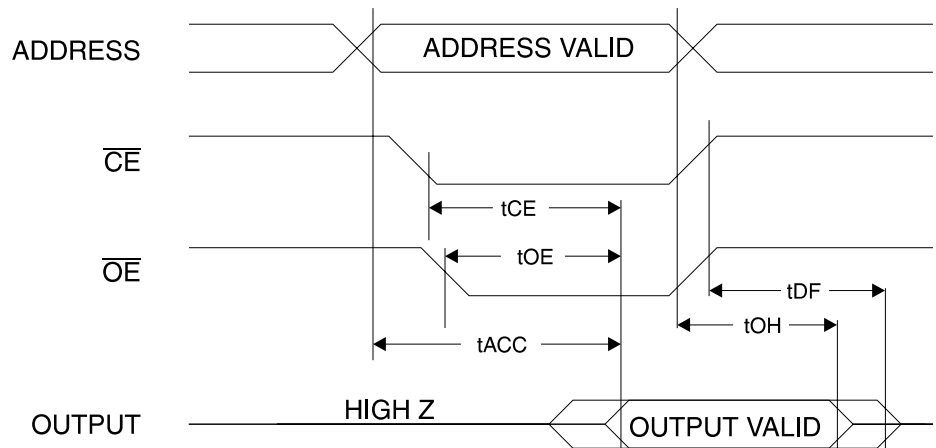 ADDRESS
ADDRESS VALID
CE
tCE
OE
tOE
tDF
tOH
tACC
HIGH Z
OUTPUT
OUTPUT VALID